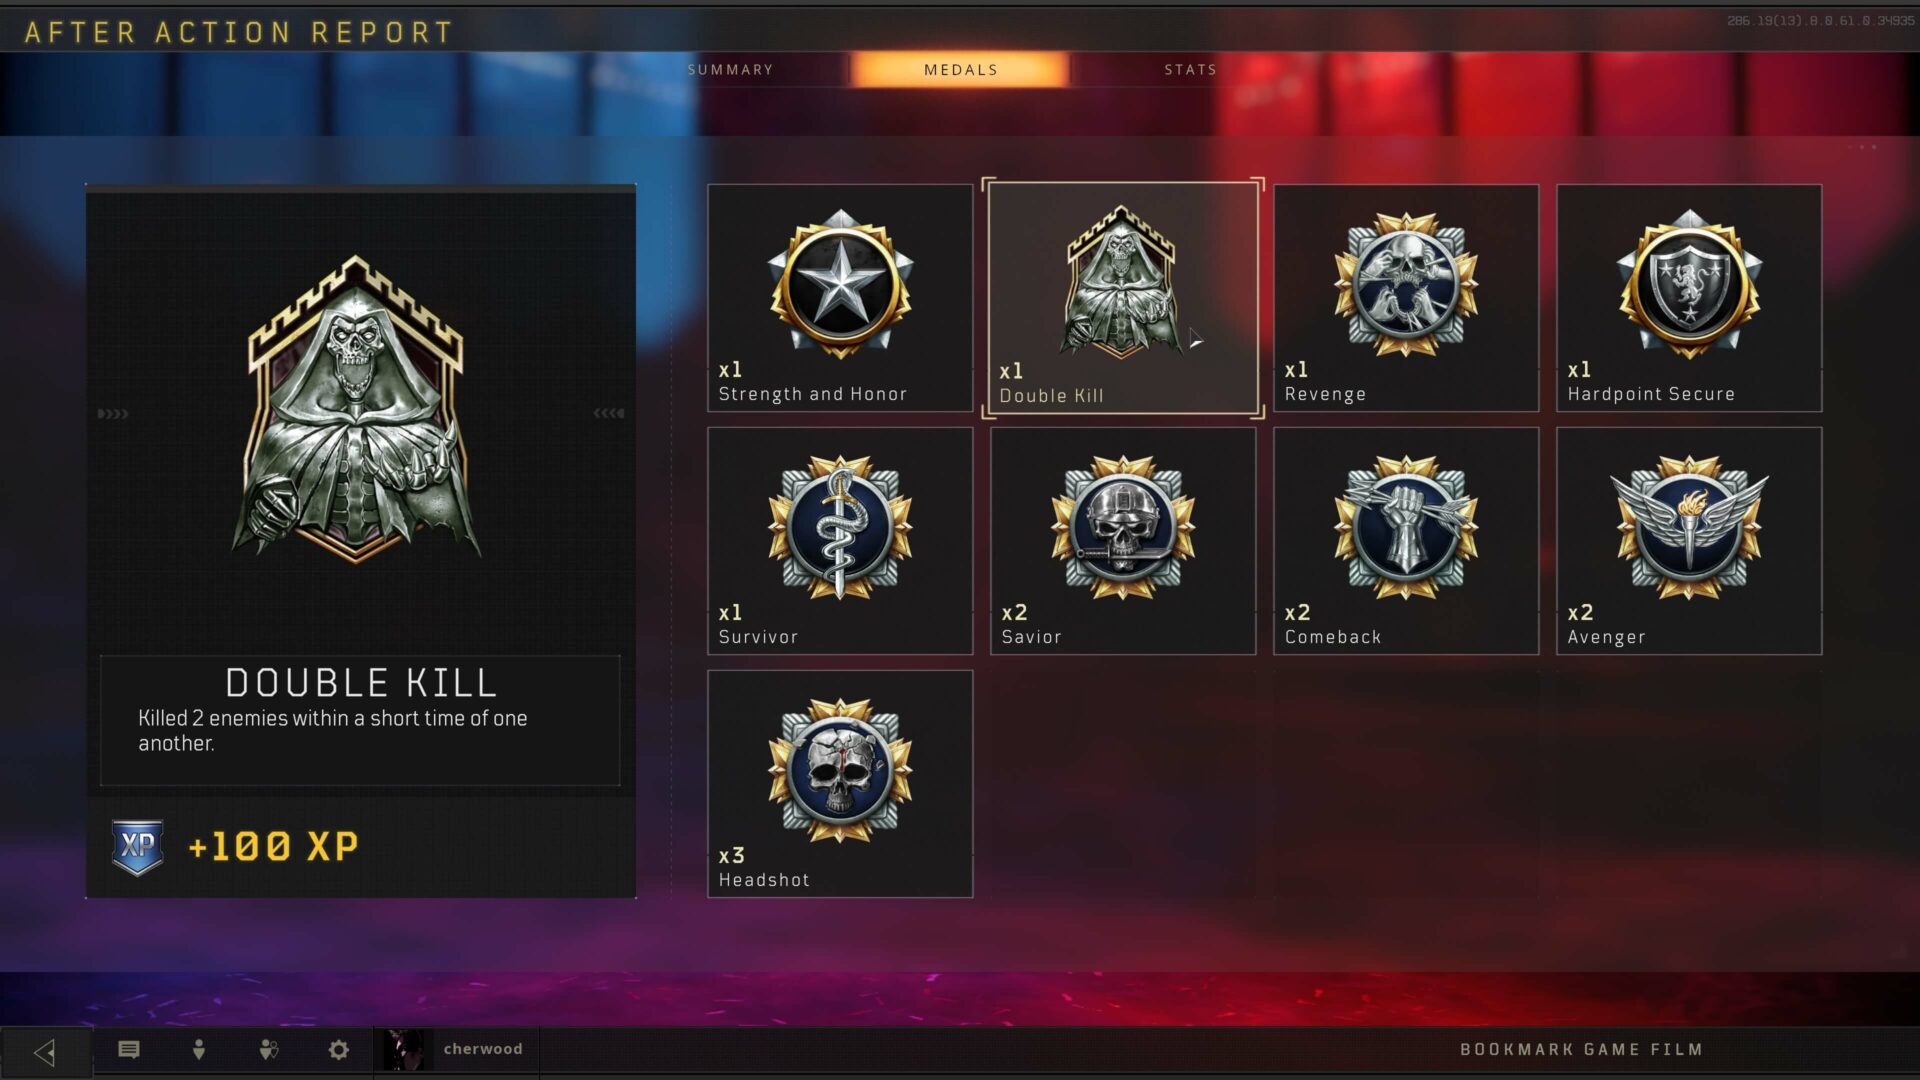 AFTER ACTION REPORT
286.19(13).8.0.61.0.34935
SUMMARY
MEDALS
STATS
x1
Strength and Honor
x1
Double Kill
x1
Revenge
x1
Hardpoint Secure
x1
Survivor
x2
Savior
x2
Comeback
x2
Avenger
x3
Headshot
DOUBLE KILL
Killed 2 enemies within a short time of one
another.
XP
+100 XP
cherwood
BOOKMARK GAME FILM